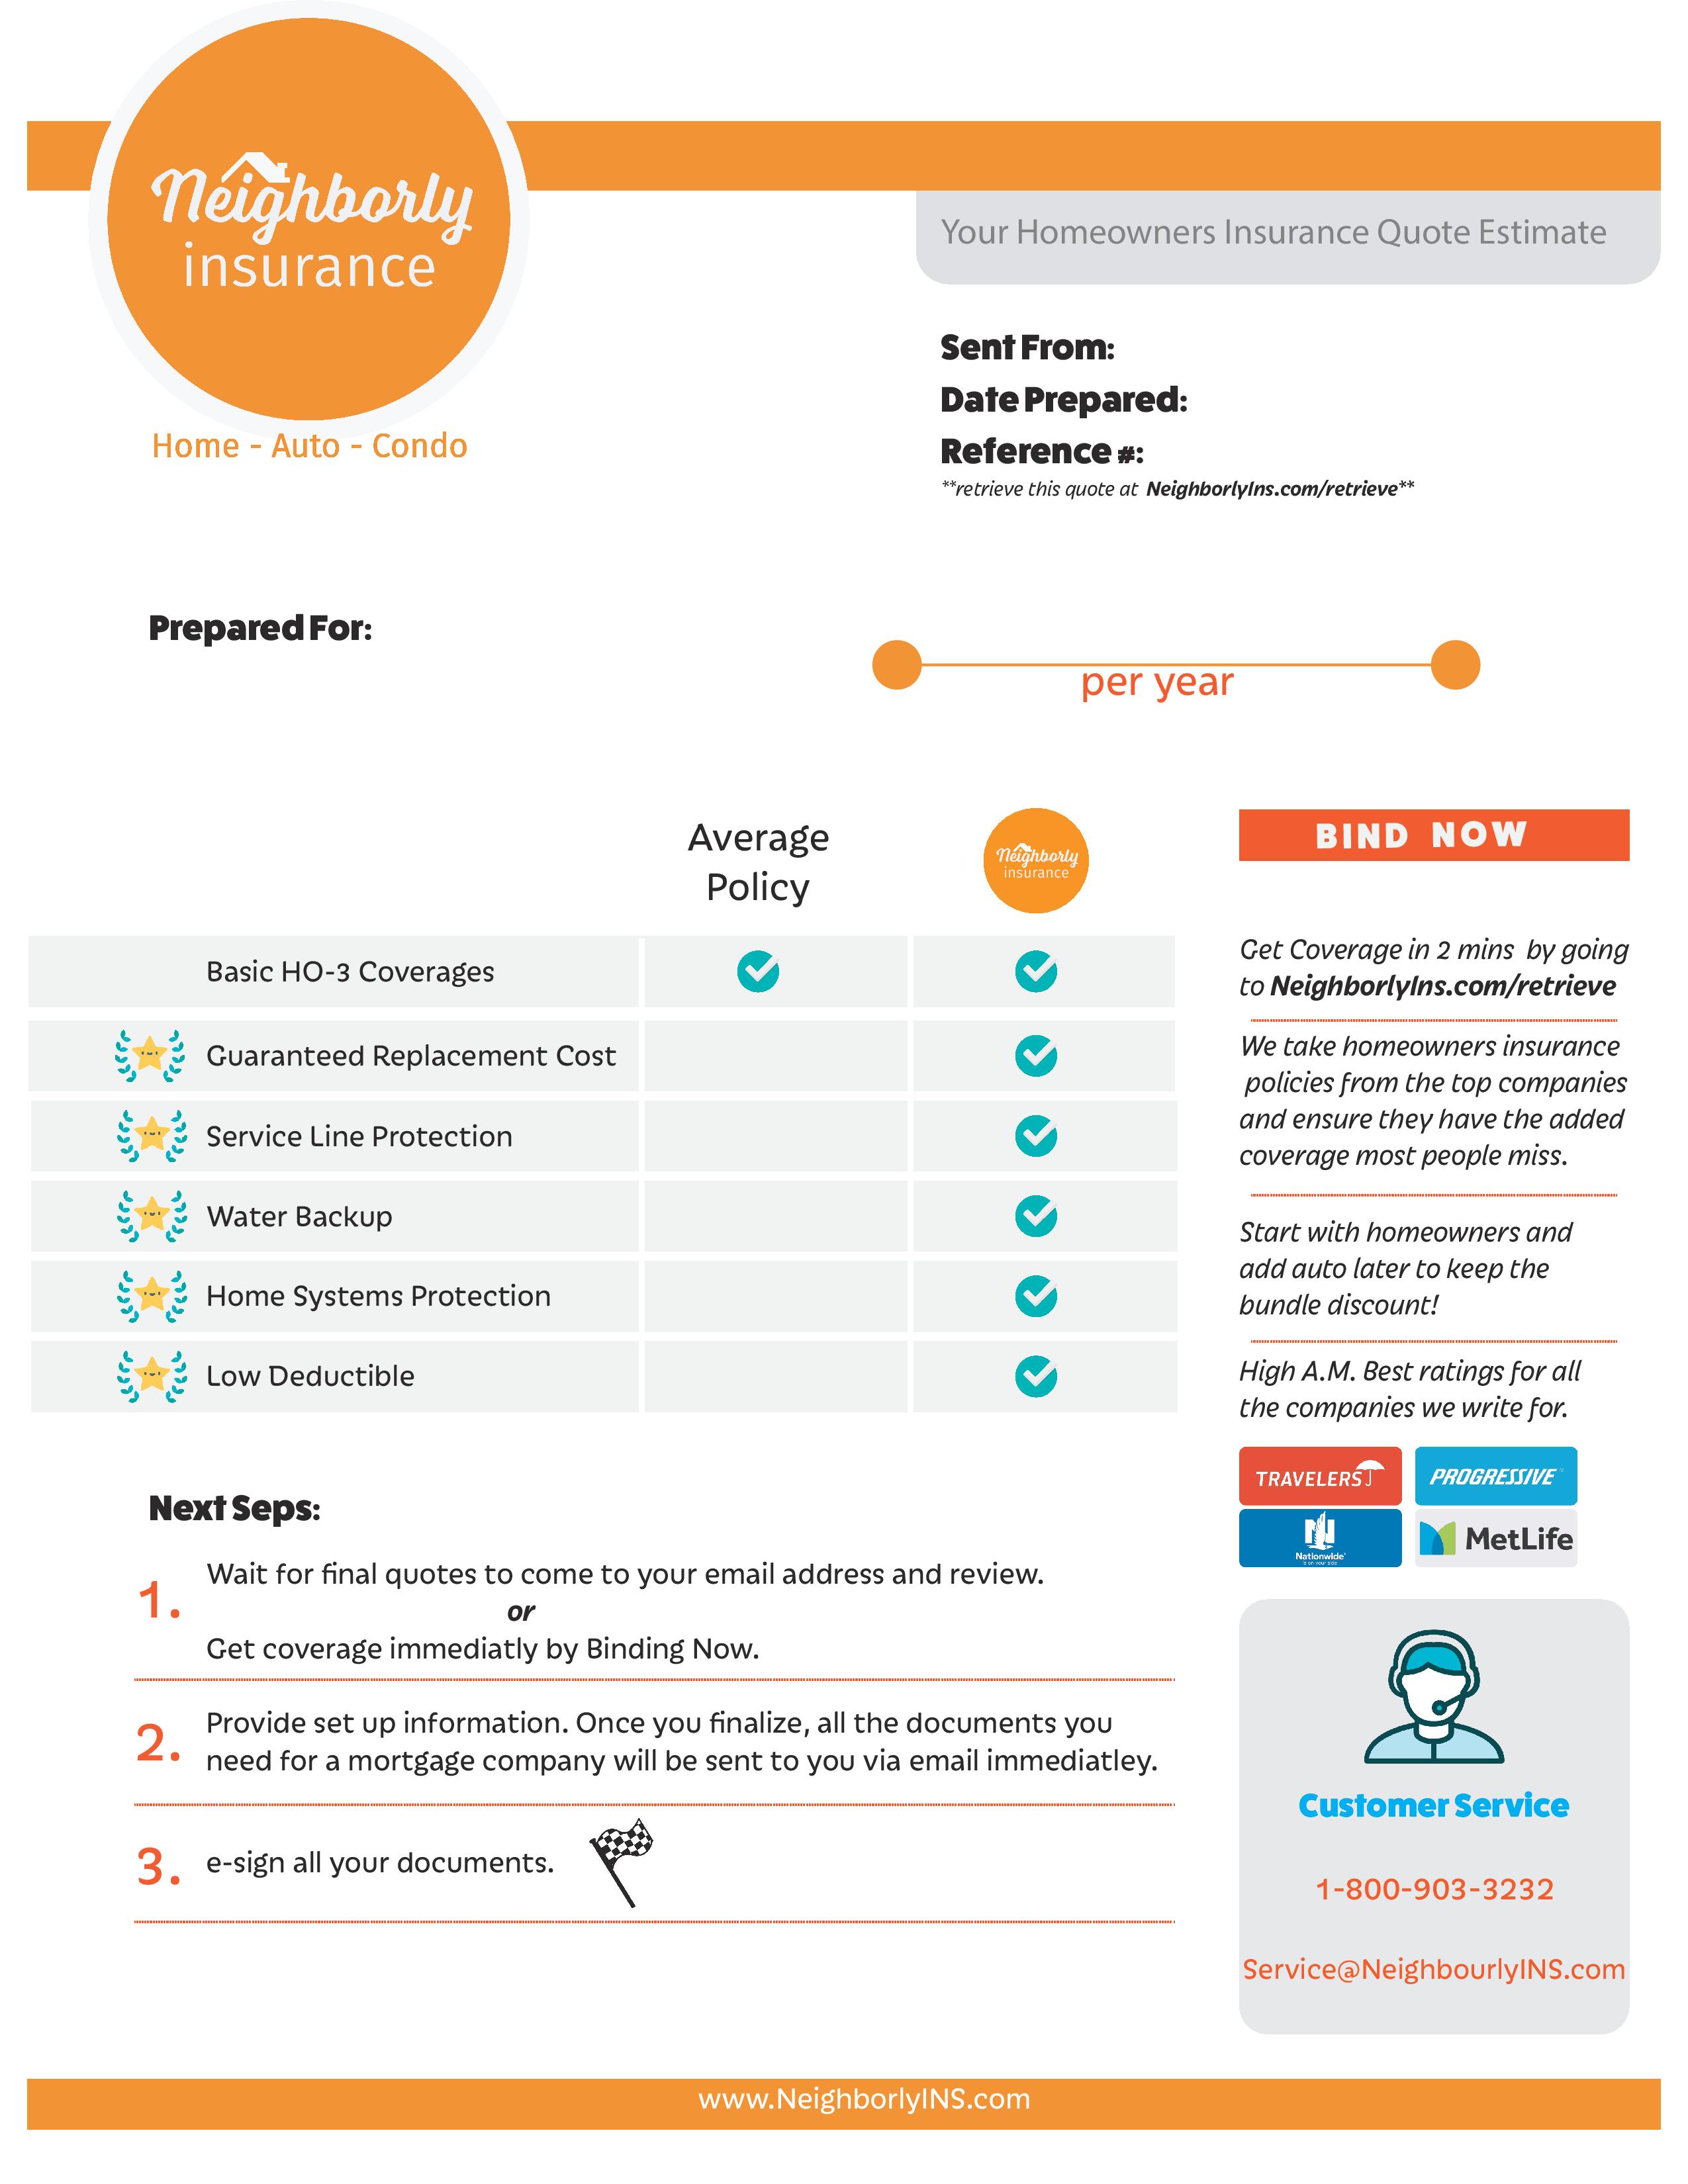 Neighborly
insurance
Home - Auto - Condo
Your Homeowners Insurance Quote Estimate
Sent From:
Date Prepared:
Reference #:
**retrieve this quote at NeighborlyIns.com/retrieve**
Prepared For:
per year
Average
Policy
Neighborly
insurance
Basic HO-3 Coverages
Guaranteed Replacement Cost
Service Line Protection
Water Backup
Home Systems Protection
Low Deductible
BIND NOW
Get Coverage in 2 mins by going
to NeighborlyIns.com/retrieve
We take homeowners insurance
policies from the top companies
and ensure they have the added
coverage most people miss.
Start with homeowners and
add auto later to keep the
bundle discount!
High A.M. Best ratings for all
the companies we write for.
TRAVELERS
PROGRESSIVE
Nationwide
is on your side
MetLife
Next Seps:
1.
Wait for final quotes to come to your email address and review.
or
Get coverage immediatly by Binding Now.
2.
Provide set up information. Once you finalize, all the documents you
need for a mortgage company will be sent to you via email immediatley.
3.
e-sign all your documents.
Customer Service
1-800-903-3232
Service@NeighbourlyINS.com
www.NeighborlyINS.com